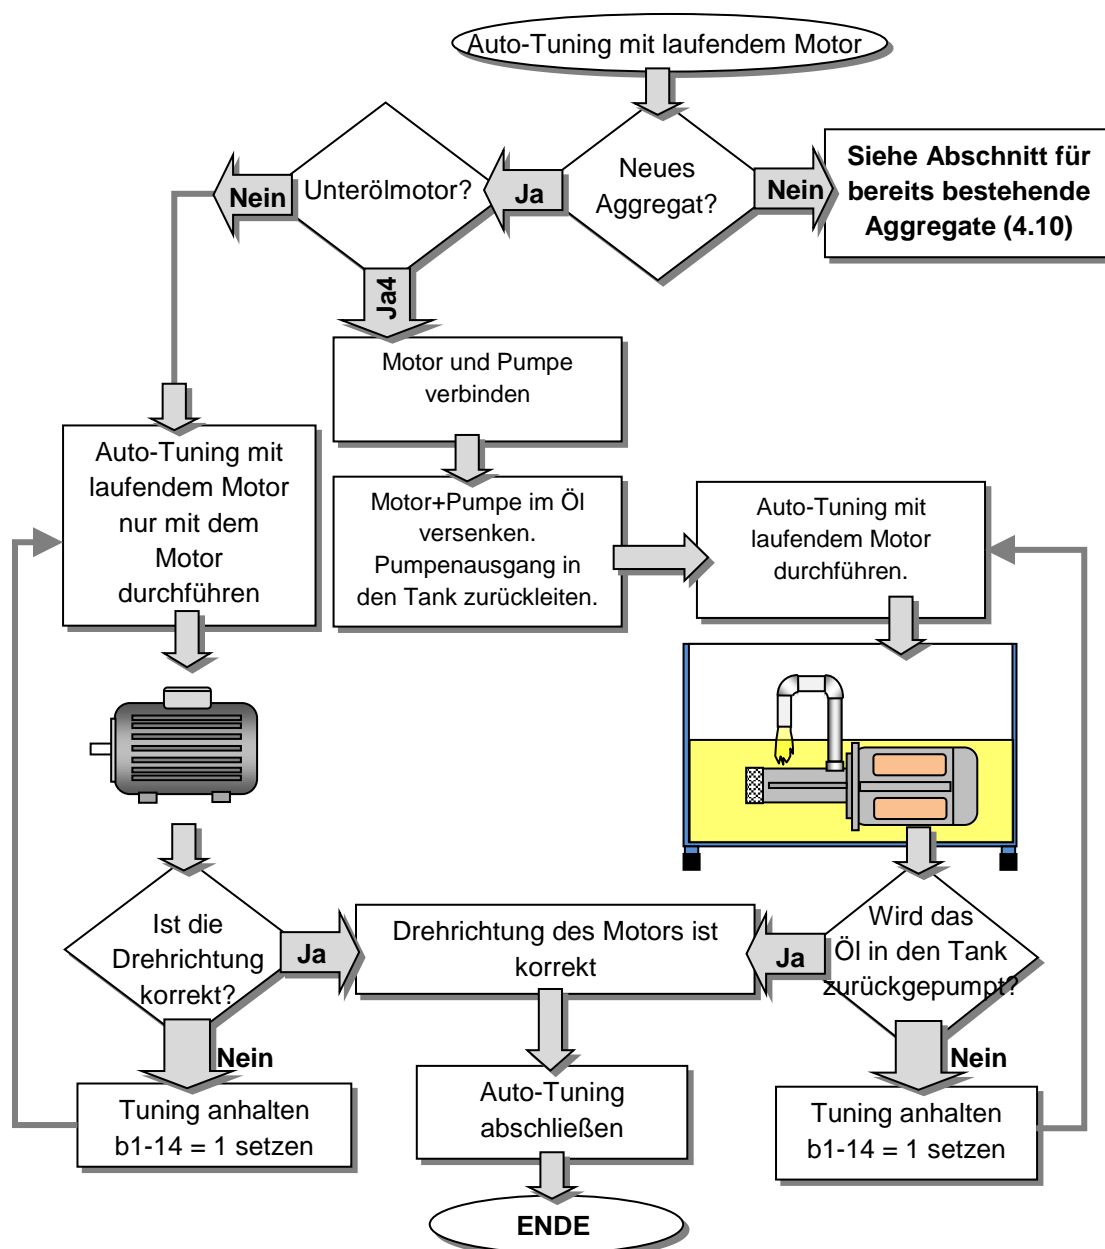 Auto-Tuning mit laufendem Motor
Neues
Aggregat?
Ja
Nein
Siehe Abschnitt für
bereits bestehende
Aggregate (4.10)
Unterölmotor?
Nein
Ja4
Motor und Pumpe
verbinden
Auto-Tuning mit
laufendem Motor
nur mit dem
Motor
durchführen
Motor+Pumpe im Öl
versenken.
Pumpenausgang in
den Tank zurückleiten.
Auto-Tuning mit
laufendem Motor
durchführen.
Ist die
Drehrichtung
korrekt?
Ja
Drehrichtung des Motors ist
korrekt
Ja
Wird das
Öl in den Tank
zurückgepumpt?
Nein
Nein
Tuning anhalten
b1-14 = 1 setzen
Auto-Tuning
abschließen
Tuning anhalten
b1-14 = 1 setzen
ENDE